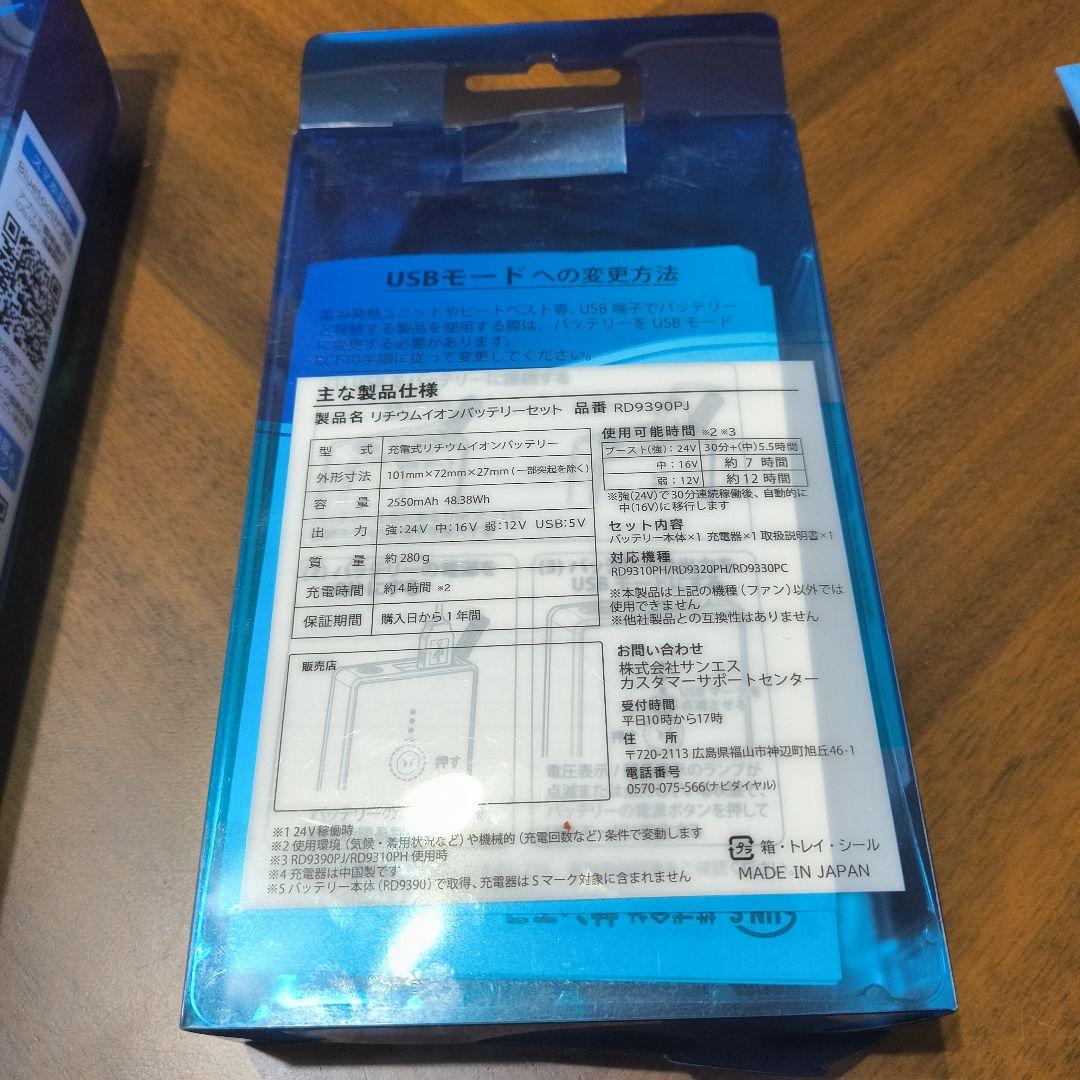 USBモードへの変更方法
雷神発熱ユニットやヒートベスト等、USB 端子でバッテリー
と接続する製品を使用する際は、バッテリーを USB モード
に変更する必要があります。
以下の手順に従って変更してください。
主な製品仕様
製品名 リチウムイオンバッテリーセット 品番 RD9390PJ
型 式 充電式リチウムイオンバッテリー
外形寸法 101mm×72mm×27mm (一部突起を除く)
容 量 2550mAh 48.38Wh
出 力 強:24V 中:16V 弱:12V USB:5V
質 量 約280g
充電時間 約4時間 ※2
保証期間 購入日から1年間
販売店
押す
使用可能時間 ※2 ※3
ブースト(強):24V 30分+(中)5.5時間
中:16V 約 7 時間
弱:12V 約12時間
※強(24V)で30分連続稼働後、自動的に
中(16V)に移行します
セット内容
バッテリー本体×1 充電器×1 取扱説明書×1
対応機種
RD9310PH/RD9320PH/RD9330PC
※本製品は上記の機種(ファン)以外では
使用できません
※他社製品との互換性はありません
お問い合わせ
株式会社サンエス
カスタマーサポートセンター
受付時間
平日10時から17時
住 所
〒720-2113 広島県福山市神辺町旭丘46-1
電話番号
0570-075-566(ナビダイヤル)
※1 24V稼働時
※2 使用環境 (気候・着用状況など) や機械的 (充電回数など) 条件で変動します
※3 RD9390PJ/RD9310PH 使用時
※4 充電器は中国製です
※5 バッテリー本体 (RD9390) で取得、充電器は S マーク対象に含まれません
プラ 箱・トレイ・シール
MADE IN JAPAN
Bluetooth